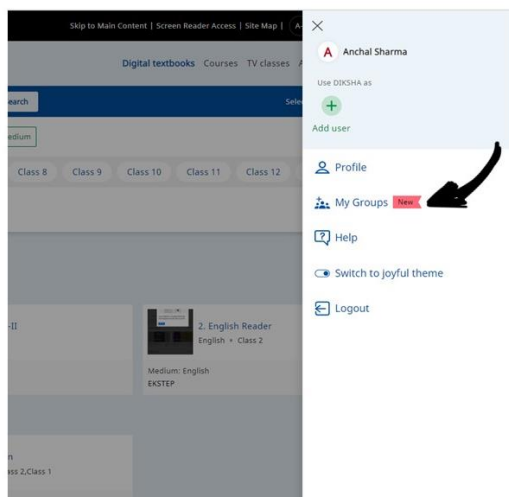 Skip to Main Content | Screen Reader Access | Site Map | A-
Digital textbooks Courses TV classes A
earch
Sele
edium
Class 8 Class 9 Class 10 Class 11 Class 12
-II
2. English Reader
English • Class 2
Medium: English
EKSTEP
n
ass 2,Class 1
A Anchal Sharma
Use DIKSHA as
+
Add user
Profile
My Groups New
Help
Switch to joyful theme
Logout